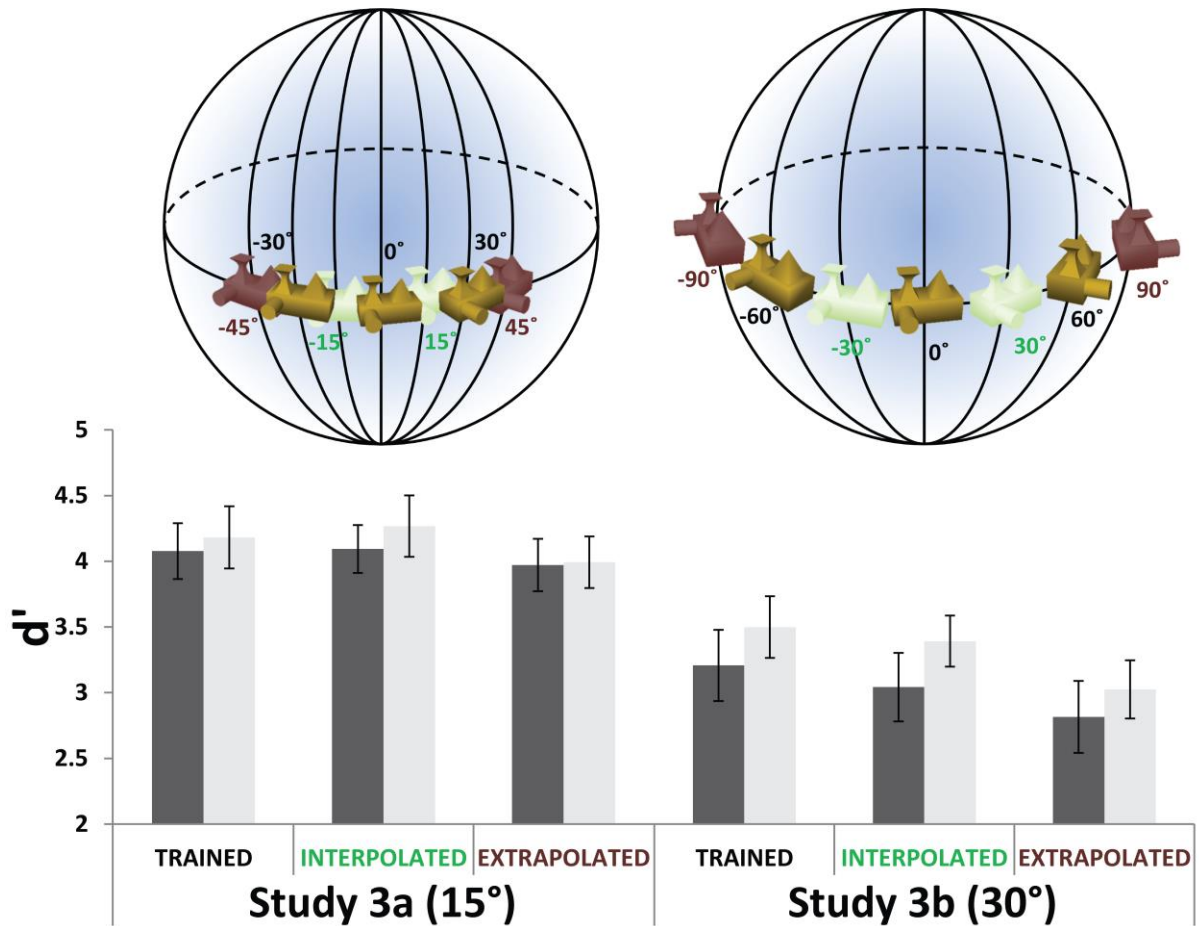 -30° 0° 30°
-45° -15° 15° 45°
-90° -60° -30° 0° 30° 60° 90°
5
4.5
4
3.5
3
2.5
2
d'
TRAINED INTERPOLATED EXTRAPOLATED TRAINED INTERPOLATED EXTRAPOLATED
Study 3a (15°) Study 3b (30°)